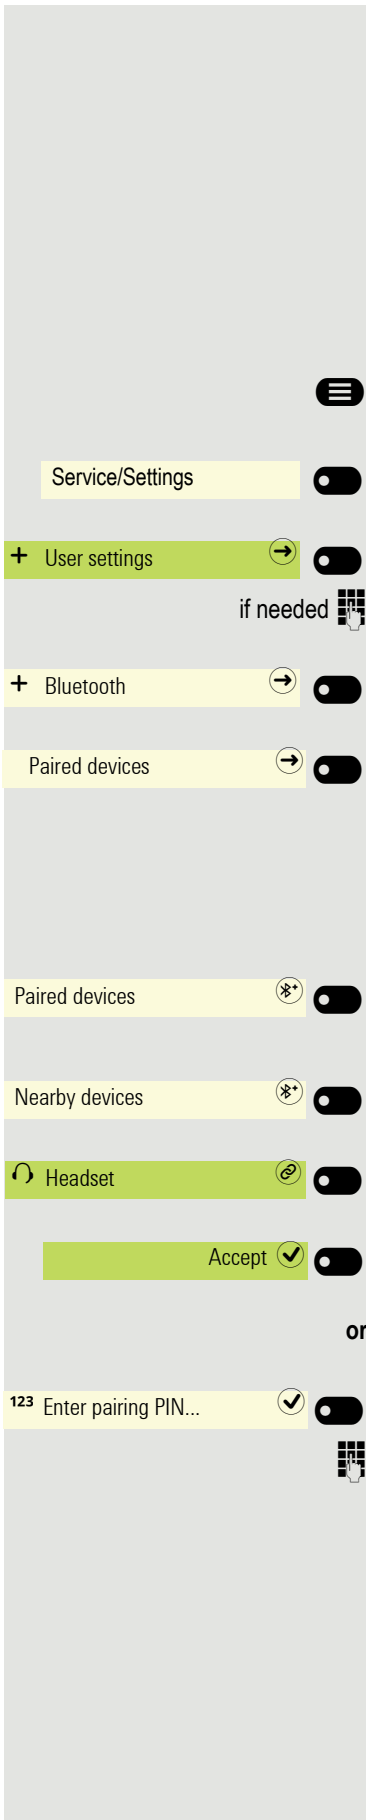 Service/Settings
+ User settings
if needed
+ Bluetooth
Paired devices
Paired devices
Nearby devices
Headset
Accept
or
123 Enter pairing PIN...